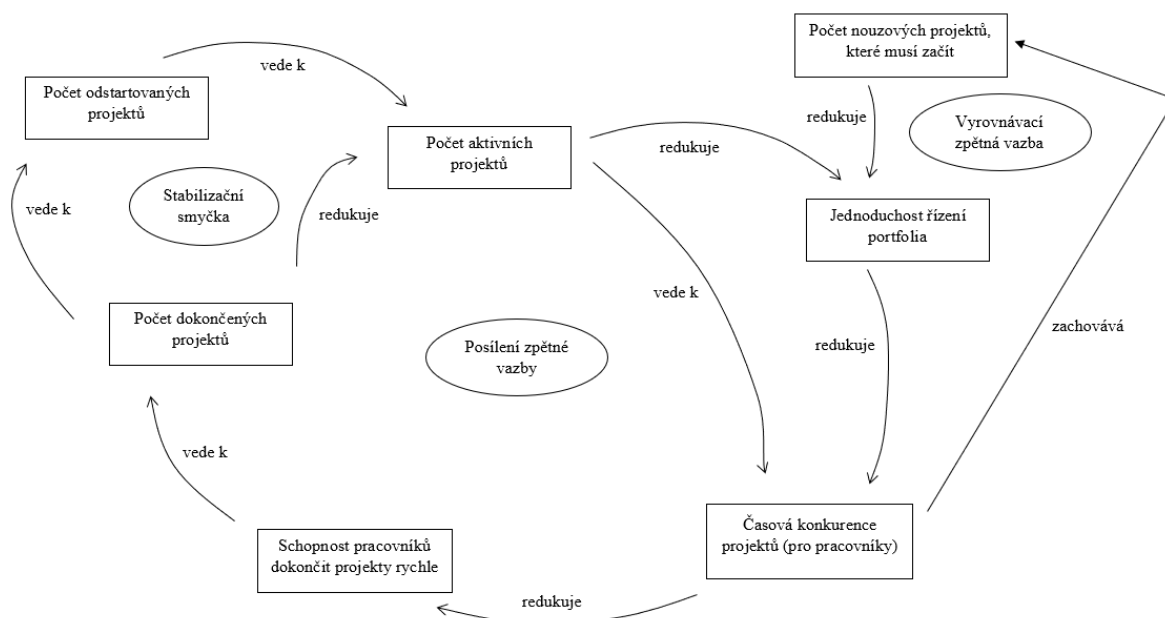 Počet nouzových projektů,
které musí začít
vede k
Počet odstartovaných
projektů
redukuje
Vyrovnávací
zpětná vazba
Počet aktivních
projektů
redukuje
Stabilizační
smyčka
vede k
redukuje
Jednoduchost řízení
portfolia
vede k
Počet dokončených
projektů
zachovává
Posílení zpětné
vazby
redukuje
vede k
Časová konkurence
projektů (pro pracovníky)
Schopnost pracovníků
dokončit projekty rychle
redukuje